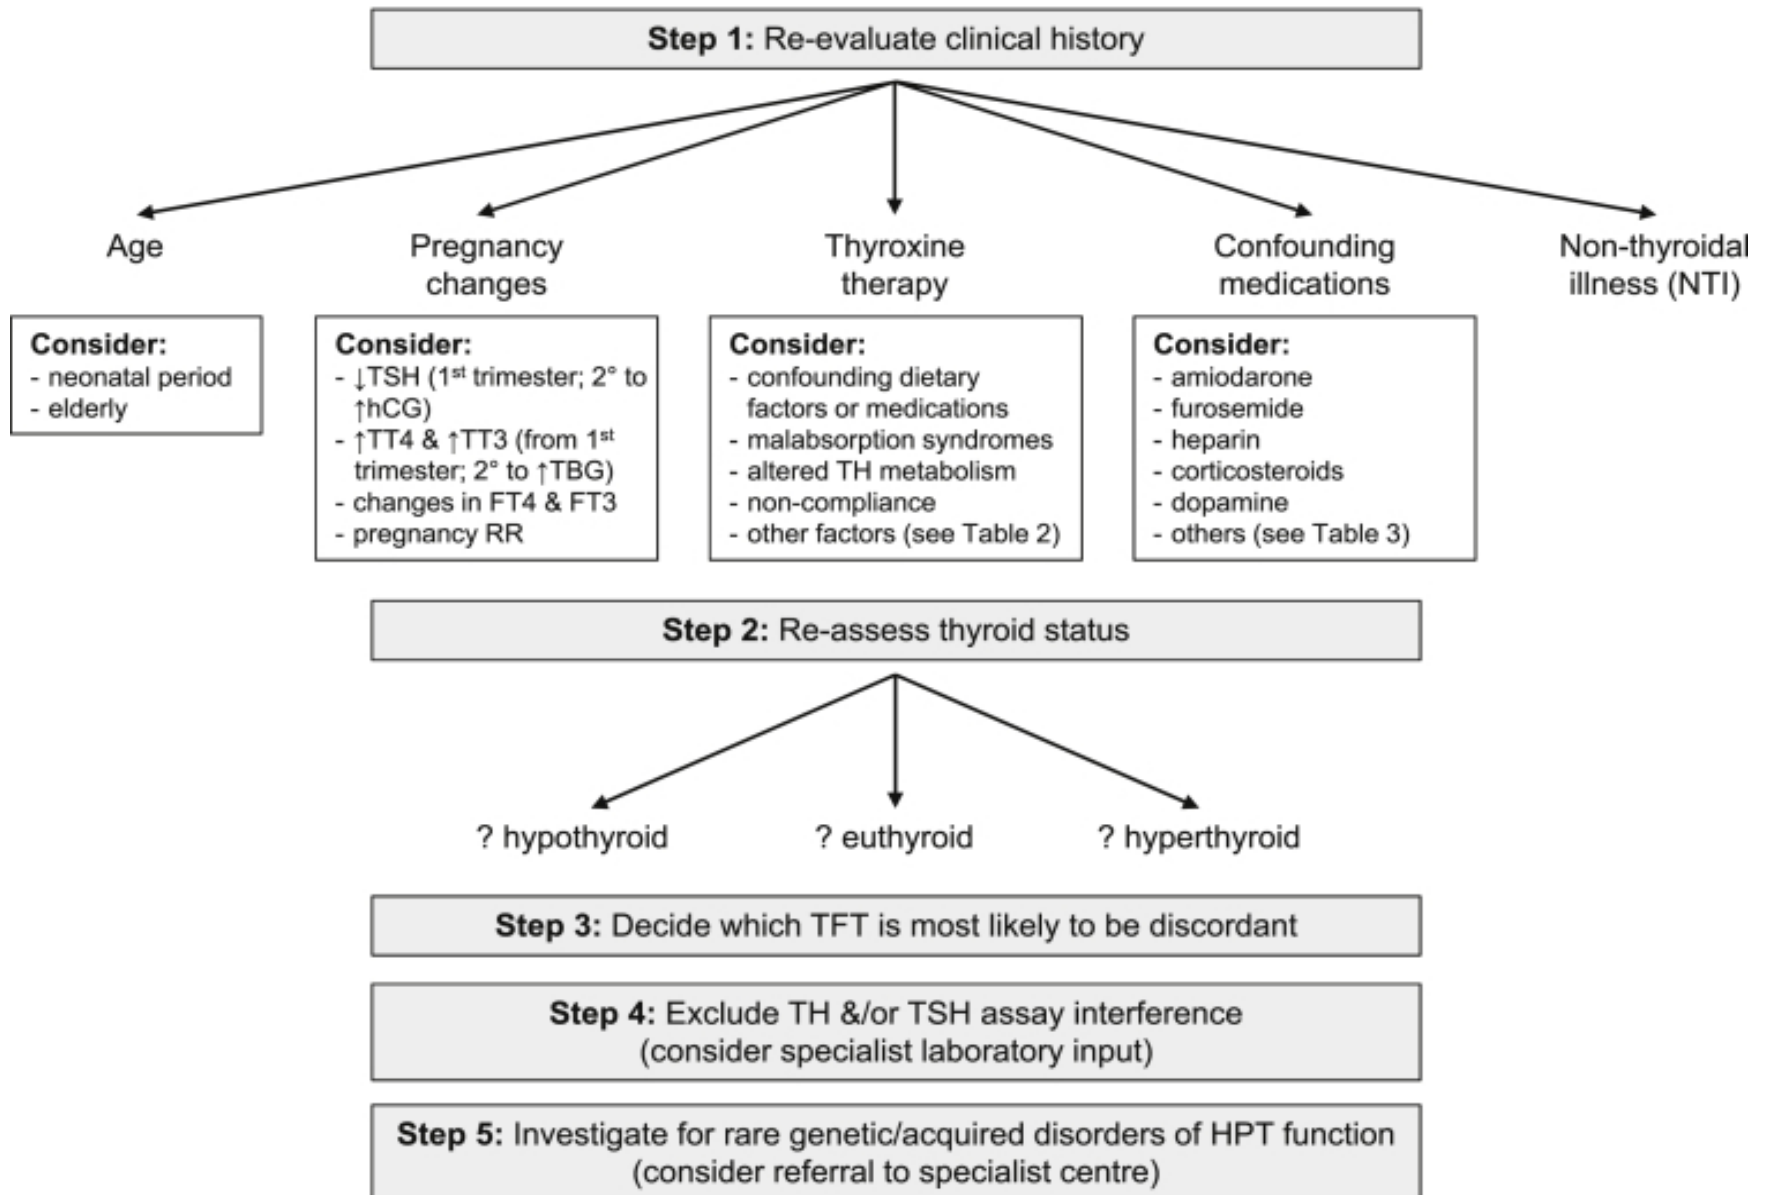 Step 1: Re-evaluate clinical history
Age
Pregnancy
changes
Thyroxine
therapy
Confounding
medications
Non-thyroidal
illness (NTI)
Consider:
- neonatal period
- elderly
Consider:
- ↓TSH (1st trimester; 2° to
↑hCG)
- ↑TT4 & ↑TT3 (from 1st
trimester; 2° to ↑TBG)
- changes in FT4 & FT3
- pregnancy RR
Consider:
- confounding dietary
factors or medications
- malabsorption syndromes
- altered TH metabolism
- non-compliance
- other factors (see Table 2)
Consider:
- amiodarone
- furosemide
- heparin
- corticosteroids
- dopamine
- others (see Table 3)
Step 2: Re-assess thyroid status
? hypothyroid
? euthyroid
? hyperthyroid
Step 3: Decide which TFT is most likely to be discordant
Step 4: Exclude TH &/or TSH assay interference
(consider specialist laboratory input)
Step 5: Investigate for rare genetic/acquired disorders of HPT function
(consider referral to specialist centre)